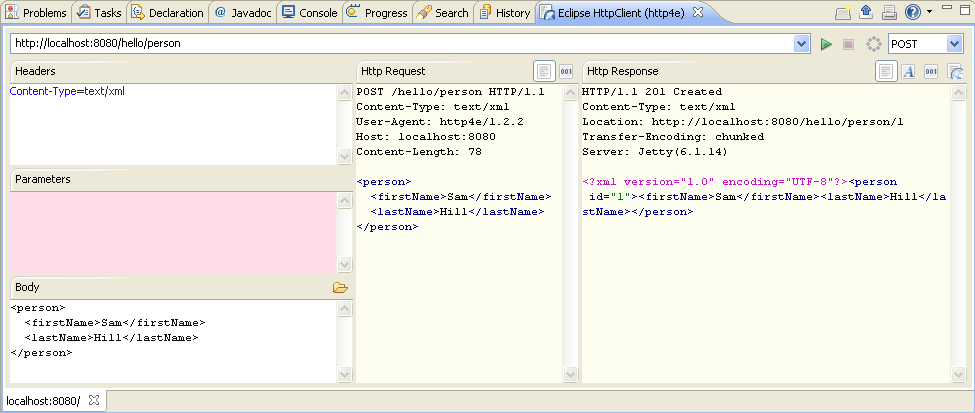 Problems Tasks Declaration @ Javadoc Console Progress Search History Eclipse HttpClient (http4e)
http://localhost:8080/hello/person POST
Headers
Content-Type=text/xml
Parameters
Body
<person>
  <firstName>Sam</firstName>
  <lastName>Hill</lastName>
</person>
Http Request 001
POST /hello/person HTTP/1.1
Content-Type: text/xml
User-Agent: http4e/1.2.2
Host: localhost:8080
Content-Length: 78
<person>
  <firstName>Sam</firstName>
  <lastName>Hill</lastName>
</person>
Http Response A 001
HTTP/1.1 201 Created
Content-Type: text/xml
Location: http://localhost:8080/hello/person/1
Transfer-Encoding: chunked
Server: Jetty(6.1.14)
<?xml version="1.0" encoding="UTF-8"?><person
 id="1"><firstName>Sam</firstName><lastName>Hill</la
stName></person>
localhost:8080/